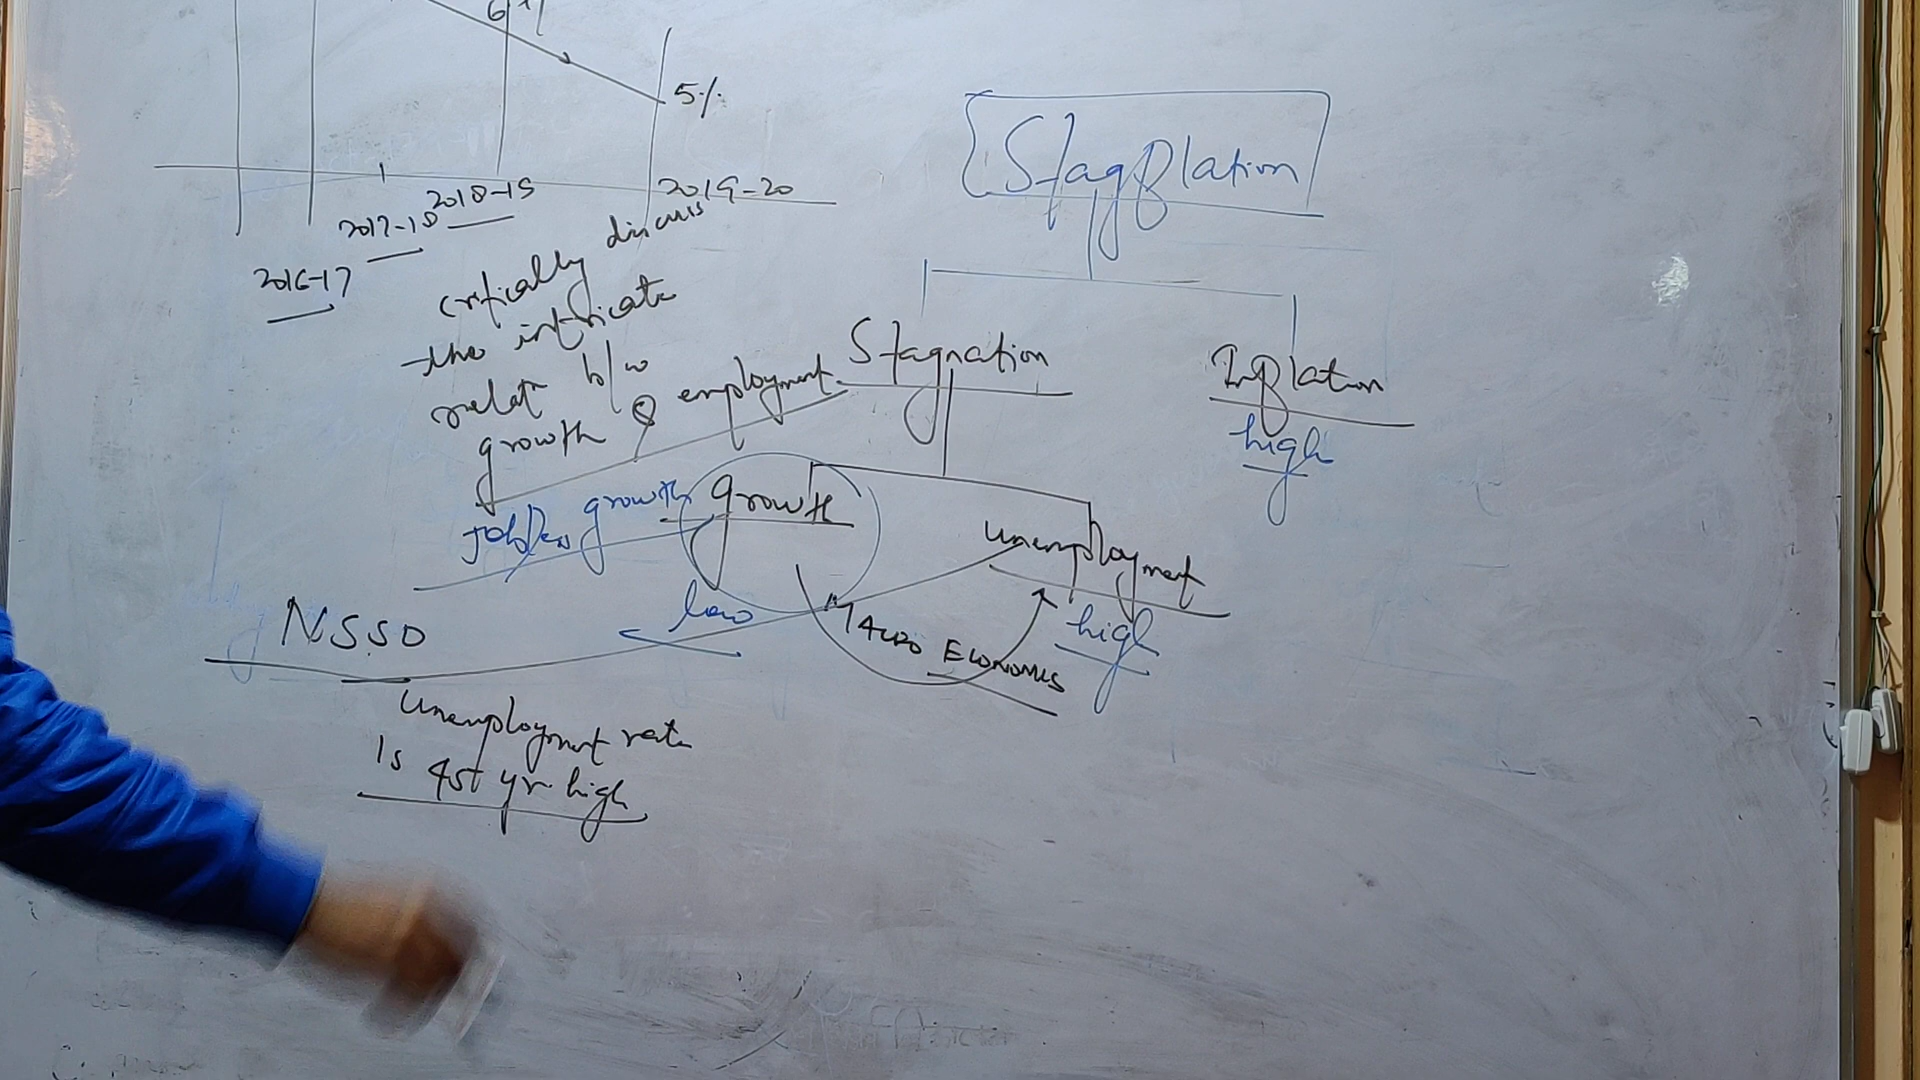 5%
2019-20
2018-19
2017-18
2016-17
critically discuss
the intricate
relatn b/w
growth & employment
Stagflation
Stagnation
Inflation
high
jobless growth
growth
low
unemployment
high
MACRO ECONOMICS
NSSO
Unemployment rate
Is 45t yr high